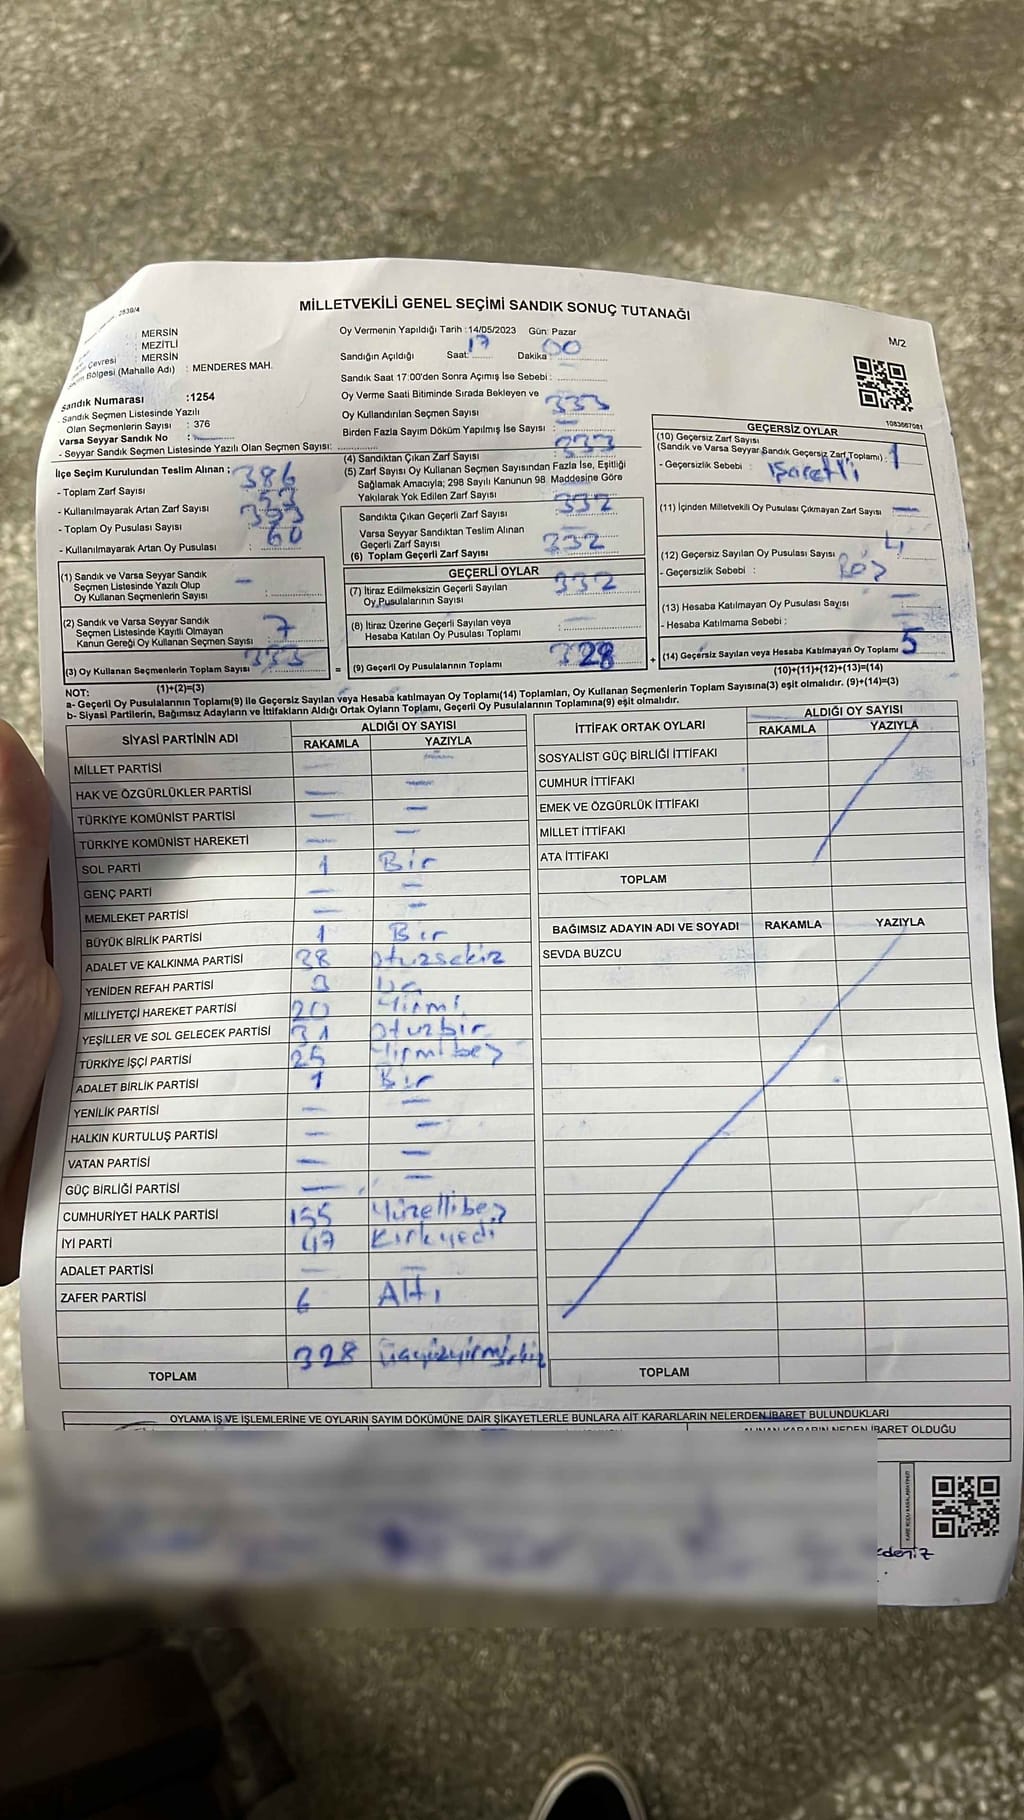 2839/4
MİLLETVEKİLİ GENEL SEÇİMİ SANDIK SONUÇ TUTANAĞI
M/2
: MERSİN
: MEZİTLİ
Çevresi : MERSİN
Bölgesi (Mahalle Adı) : MENDERES MAH.
Sandık Numarası :1254
- Sandık Seçmen Listesinde Yazılı
Olan Seçmenlerin Sayısı : 376
Varsa Seyyar Sandık No : —
- Seyyar Sandık Seçmen Listesinde Yazılı Olan Seçmen Sayısı:
Oy Vermenin Yapıldığı Tarih :14/05/2023 Gün: Pazar
Sandığın Açıldığı Saat: 17 Dakika 00
Sandık Saat 17:00'den Sonra Açımış İse Sebebi :
Oy Verme Saati Bitiminde Sırada Bekleyen ve
Oy Kullandırılan Seçmen Sayısı 333
Birden Fazla Sayım Döküm Yapılmış İse Sayısı : —
(4) Sandıktan Çıkan Zarf Sayısı 333
(5) Zarf Sayısı Oy Kullanan Seçmen Sayısından Fazla İse, Eşitliği
Sağlamak Amacıyla; 298 Sayılı Kanunun 98. Maddesine Göre
Yakılarak Yok Edilen Zarf Sayısı
İlçe Seçim Kurulundan Teslim Alınan :
- Toplam Zarf Sayısı 386
- Kullanılmayarak Artan Zarf Sayısı 53
- Toplam Oy Pusulası Sayısı 393
- Kullanılmayarak Artan Oy Pusulası : 60
Sandıkta Çıkan Geçerli Zarf Sayısı 332
Varsa Seyyar Sandıktan Teslim Alınan
Geçerli Zarf Sayısı —
(6) Toplam Geçerli Zarf Sayısı 332
(1) Sandık ve Varsa Seyyar Sandık
Seçmen Listesinde Yazılı Olup
Oy Kullanan Seçmenlerin Sayısı : —
(2) Sandık ve Varsa Seyyar Sandık
Seçmen Listesinde Kayıtlı Olmayan
Kanun Gereği Oy Kullanan Seçmen Sayısı : 7
(3) Oy Kullanan Seçmenlerin Toplam Sayısı 333 =
(1)+(2)=(3)
GEÇERLİ OYLAR
(7) İtiraz Edilmeksizin Geçerli Sayılan
Oy Pusulalarının Sayısı 332
(8) İtiraz Üzerine Geçerli Sayılan veya
Hesaba Katılan Oy Pusulası Toplamı : —
(9) Geçerli Oy Pusulalarının Toplamı 328 +
1083667081
GEÇERSİZ OYLAR
(10) Geçersiz Zarf Sayısı
(Sandık ve Varsa Seyyar Sandık Geçersiz Zarf Toplamı) : 1
- Geçersizlik Sebebi : işaretli
(11) İçinden Milletvekili Oy Pusulası Çıkmayan Zarf Sayısı —
(12) Geçersiz Sayılan Oy Pusulası Sayısı 4
- Geçersizlik Sebebi : Boş
(13) Hesaba Katılmayan Oy Pusulası Sayısı —
- Hesaba Katılmama Sebebi : —
(14) Geçersiz Sayılan veya Hesaba Katılmayan Oy Toplamı 5
(10)+(11)+(12)+(13)=(14)
NOT:
a- Geçerli Oy Pusulalarının Toplamı(9) İle Geçersiz Sayılan veya Hesaba katılmayan Oy Toplamı(14) Toplamları, Oy Kullanan Seçmenlerin Toplam Sayısına(3) eşit olmalıdır. (9)+(14)=(3)
b- Siyasi Partilerin, Bağımsız Adayların ve İttifakların Aldığı Ortak Oyların Toplamı, Geçerli Oy Pusulalarının Toplamına(9) eşit olmalıdır.
SİYASİ PARTİNİN ADI ALDIĞI OY SAYISI
RAKAMLA YAZIYLA
MİLLET PARTİSİ — —
HAK VE ÖZGÜRLÜKLER PARTİSİ — —
TÜRKİYE KOMÜNİST PARTİSİ — —
TÜRKİYE KOMÜNİST HAREKETİ — —
SOL PARTİ 1 Bir
GENÇ PARTİ — —
MEMLEKET PARTİSİ — —
BÜYÜK BİRLİK PARTİSİ 1 Bir
ADALET VE KALKINMA PARTİSİ 38 otuzsekiz
YENİDEN REFAH PARTİSİ 3 Üç
MİLLİYETÇİ HAREKET PARTİSİ 20 Yirmi
YEŞİLLER VE SOL GELECEK PARTİSİ 31 otuzbir
TÜRKİYE İŞÇİ PARTİSİ 25 Yirmibeş
ADALET BİRLİK PARTİSİ 1 Bir
YENİLİK PARTİSİ — —
HALKIN KURTULUŞ PARTİSİ — —
VATAN PARTİSİ — —
GÜÇ BİRLİĞİ PARTİSİ — —
CUMHURİYET HALK PARTİSİ 155 Yüzellibeş
İYİ PARTİ 47 Kırkyedi
ADALET PARTİSİ — —
ZAFER PARTİSİ 6 Altı
TOPLAM 328 Üçyüzyirmisekiz
İTTİFAK ORTAK OYLARI ALDIĞI OY SAYISI
RAKAMLA YAZIYLA
SOSYALİST GÜÇ BİRLİĞİ İTTİFAKI
CUMHUR İTTİFAKI
EMEK VE ÖZGÜRLÜK İTTİFAKI
MİLLET İTTİFAKI
ATA İTTİFAKI
TOPLAM
BAĞIMSIZ ADAYIN ADI VE SOYADI RAKAMLA YAZIYLA
SEVDA BUZCU
TOPLAM
OYLAMA İŞ VE İŞLEMLERİNE VE OYLARIN SAYIM DÖKÜMÜNE DAİR ŞİKAYETLERLE BUNLARA AİT KARARLARIN NELERDEN İBARET BULUNDUKLARI
ALINAN KARARIN NEDEN İBARET OLDUĞU